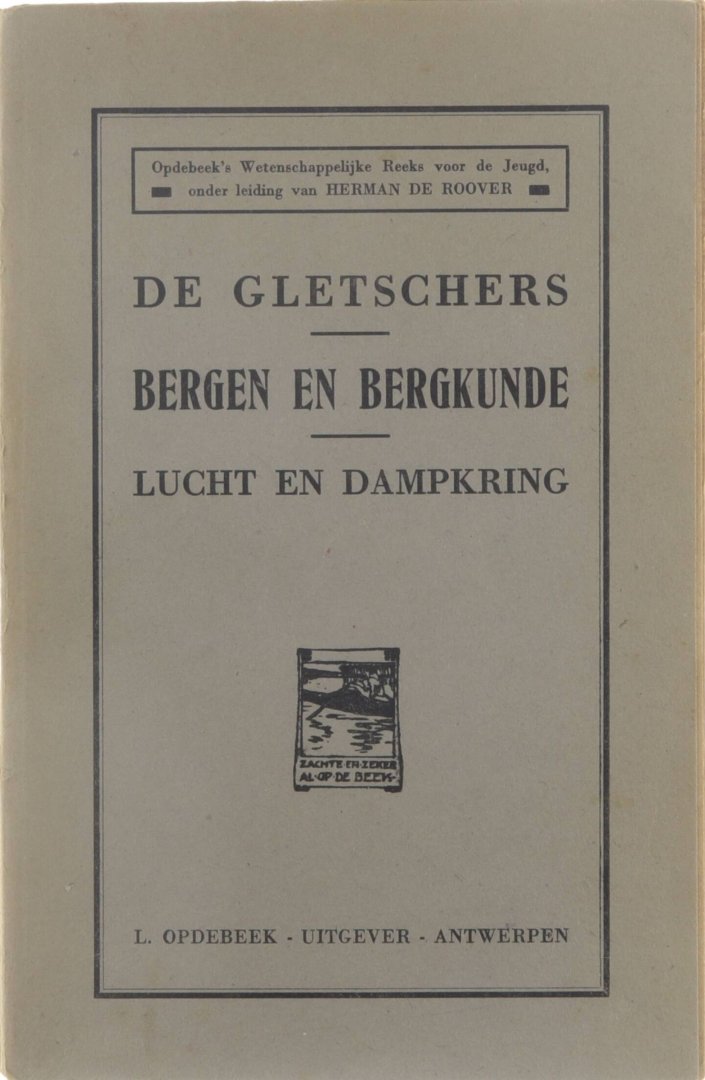 Opdebeek's Wetenschappelijke Reeks voor de Jeugd,
onder leiding van HERMAN DE ROOVER
DE GLETSCHERS
BERGEN EN BERGKUNDE
LUCHT EN DAMPKRING
ZACHTE·EN·ZEKER
AL·OP·DE BEEK·
L. OPDEBEEK - UITGEVER - ANTWERPEN